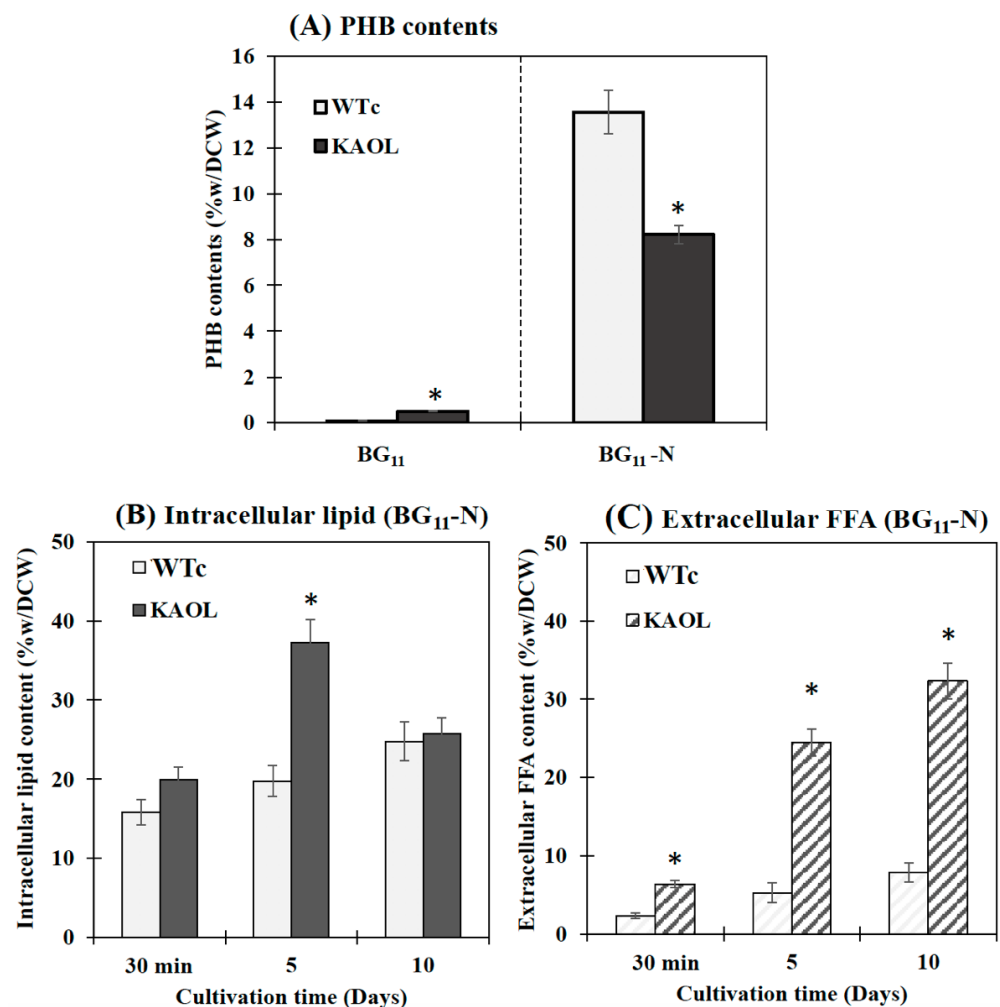 (A) PHB contents
PHB contents (%w/DCW)
16
14
12
10
8
6
4
2
0
WTc
KAOL
*
*
BG₁₁
BG₁₁ -N
(B) Intracellular lipid (BG₁₁-N)
Intracellular lipid content (%w/DCW)
50
40
30
20
10
0
WTc
KAOL
*
30 min
5
10
Cultivation time (Days)
(C) Extracellular FFA (BG₁₁-N)
Extracellular FFA content (%w/DCW)
50
40
30
20
10
0
WTc
KAOL
*
*
*
30 min
5
10
Cultivation time (Days)